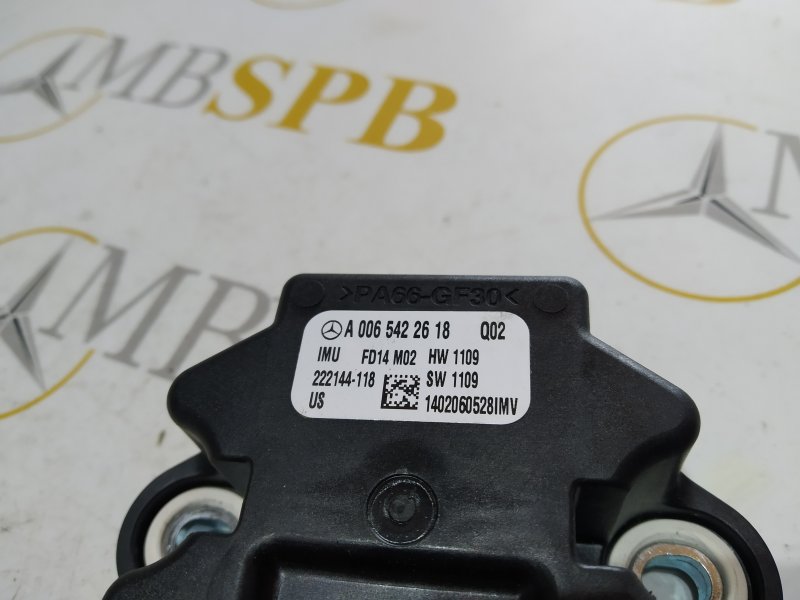 MBSPB
MB
M
>PA66-GF30<
A 006 542 26 18 Q02
IMU FD14 M02 HW 1109
222144-118 SW 1109
US 1402060528IMV